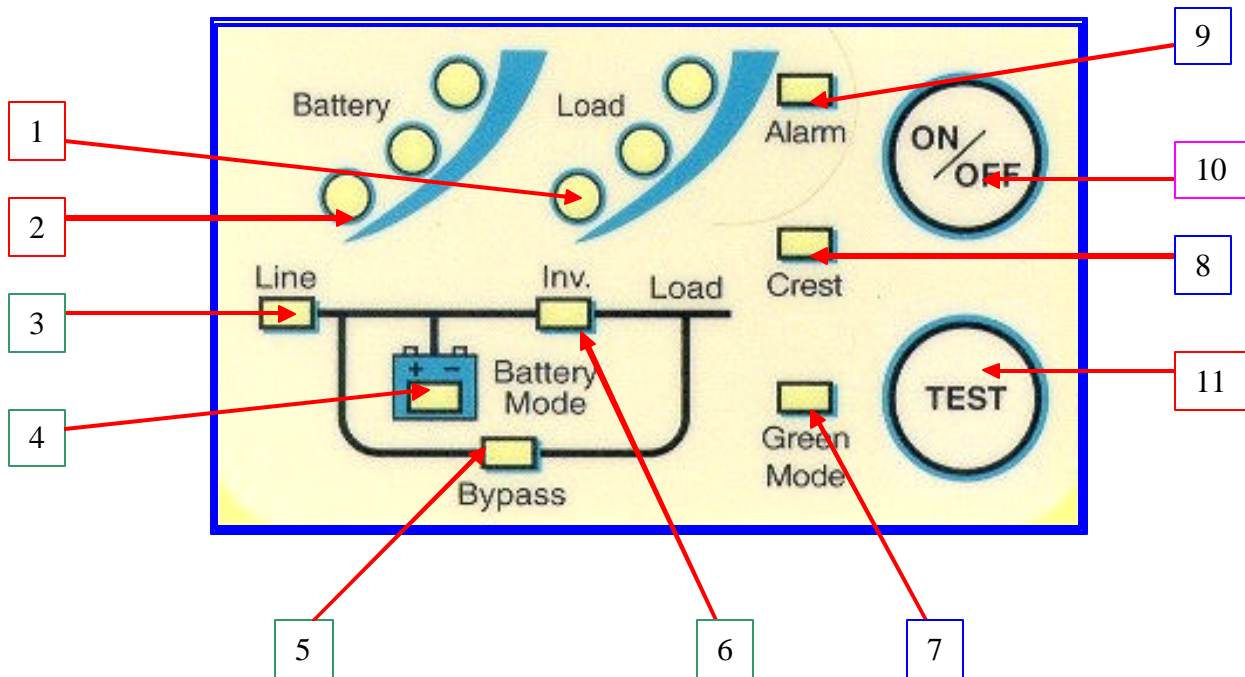 9
Battery
Load
1
Alarm
ON/OFF
10
2
8
Line
Inv.
Load
Crest
3
+ −
Battery
Mode
TEST
11
4
Green
Mode
Bypass
5
6
7